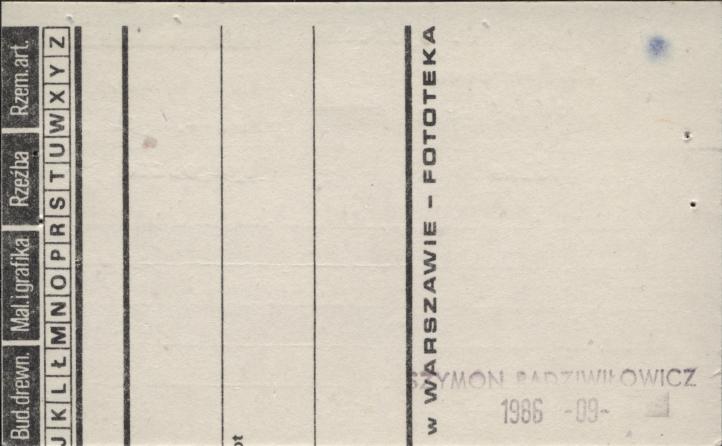 Bud. drewn. Mal. i grafika Rzeźba Rzem. art.
J K L Ł M N O P R S T U W X Y Z
w WARSZAWIE – FOTOTEKA
SZYMON RADZIWIŁOWICZ
1986 -09-